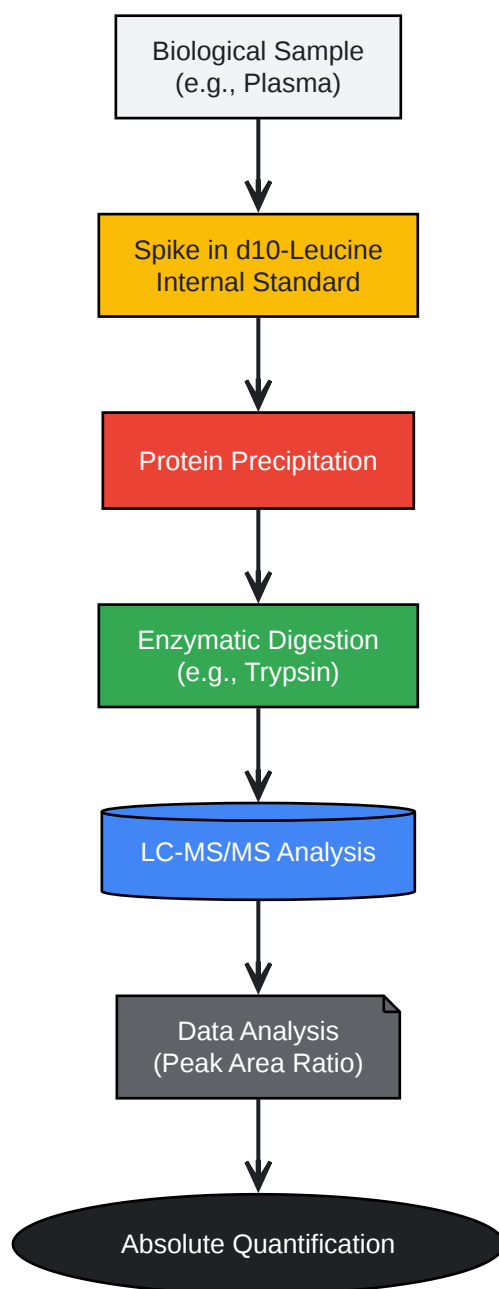 Biological Sample
(e.g., Plasma)
Spike in d10-Leucine
Internal Standard
Protein Precipitation
Enzymatic Digestion
(e.g., Trypsin)
LC-MS/MS Analysis
Data Analysis
(Peak Area Ratio)
Absolute Quantification